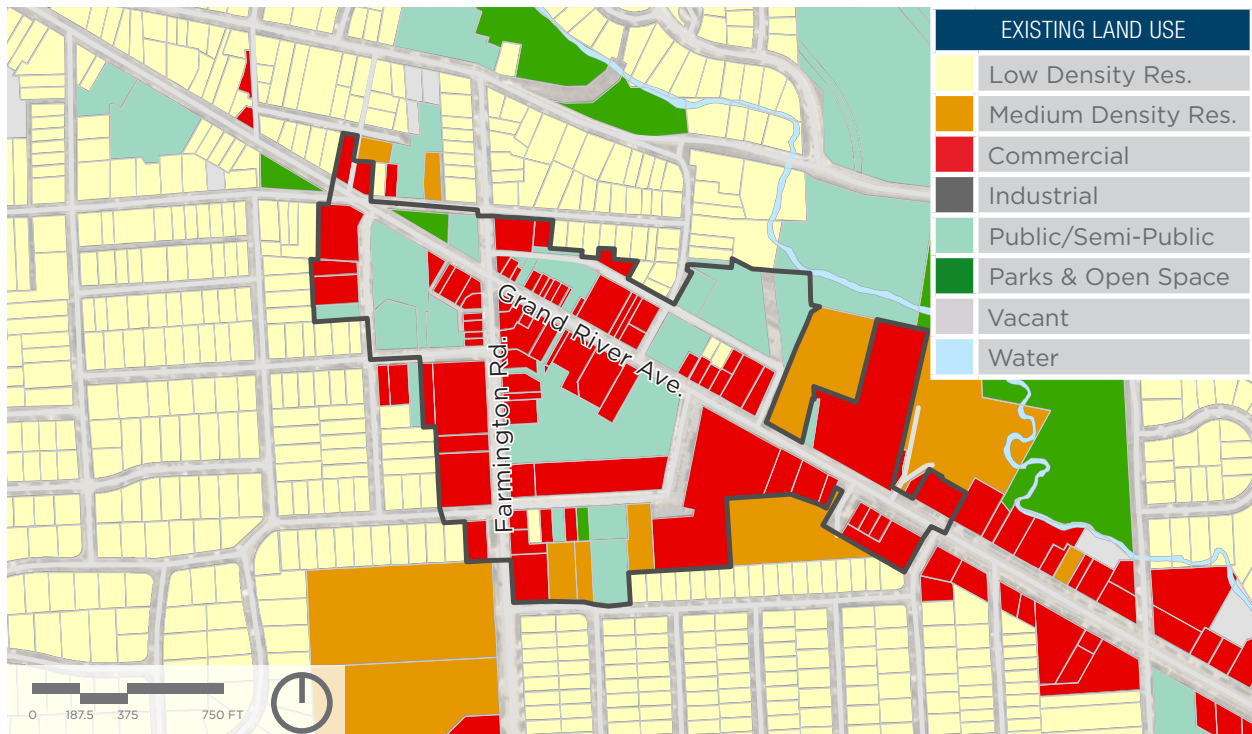 EXISTING LAND USE
Low Density Res.
Medium Density Res.
Commercial
Industrial
Public/Semi-Public
Parks & Open Space
Vacant
Water
Grand River Ave.
Farmington Rd.
0 187.5 375 750 FT